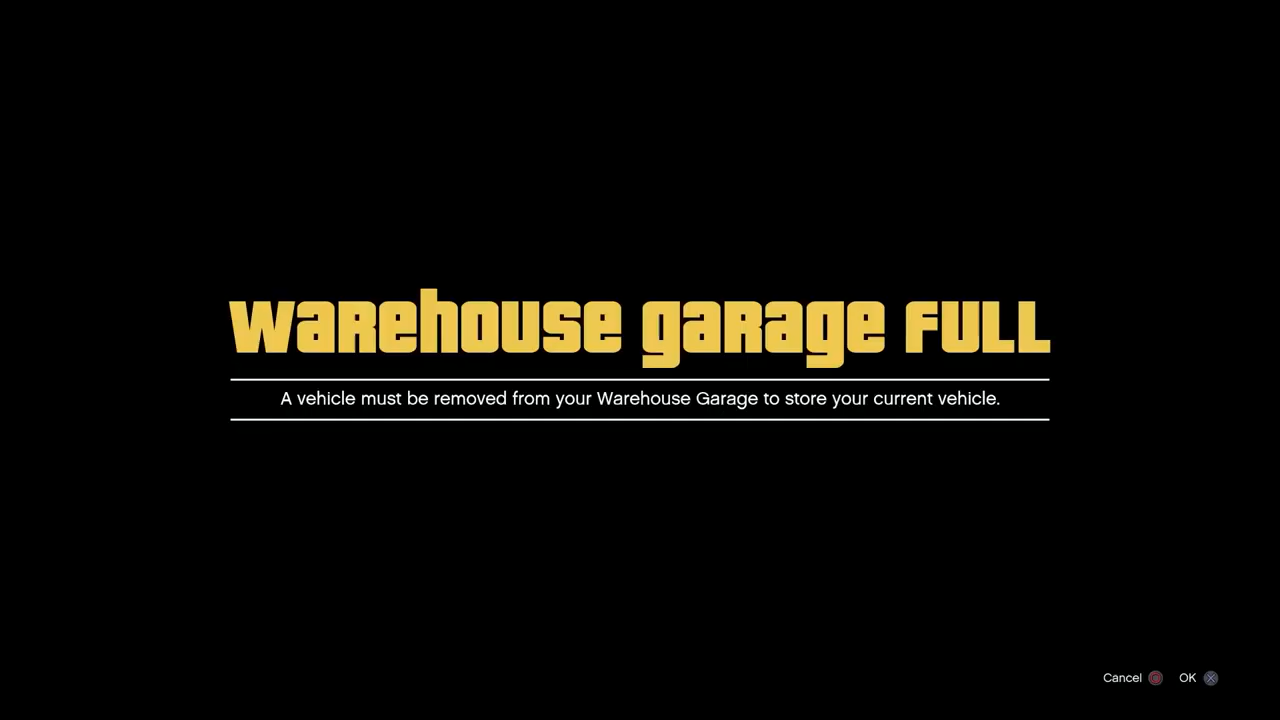 warehouse garage FULL
A vehicle must be removed from your Warehouse Garage to store your current vehicle.
Cancel OK